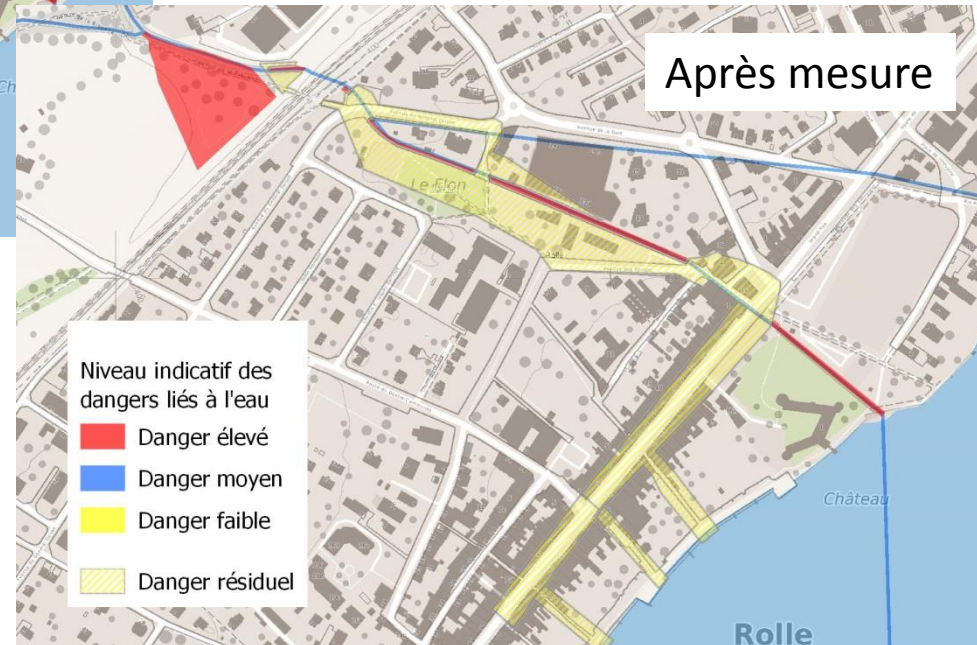 Ch
Après mesure
Le Flon
Niveau indicatif des
dangers liés à l'eau
Danger élevé
Danger moyen
Danger faible
Danger résiduel
Château
Rolle